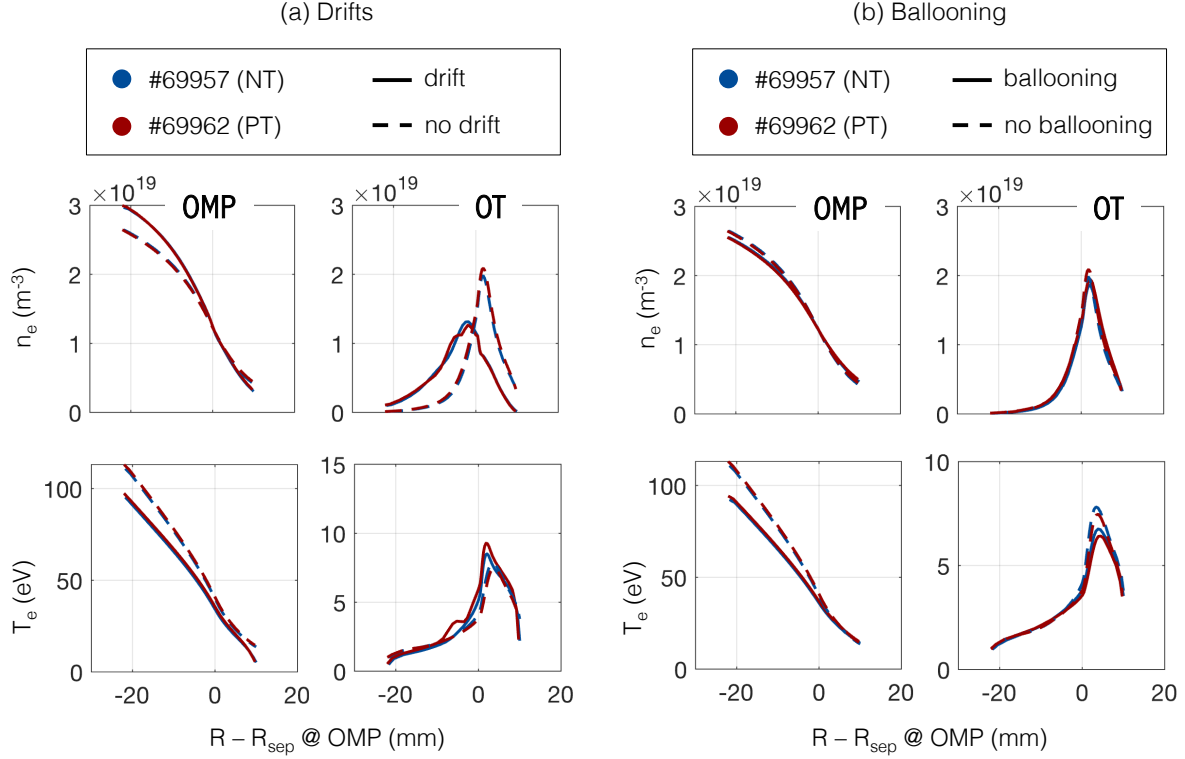 (a) Drifts
(b) Ballooning
#69957 (NT)
drift
#69962 (PT)
no drift
#69957 (NT)
ballooning
#69962 (PT)
no ballooning
×10^19
OMP
×10^19
OT
×10^19
OMP
×10^19
OT
3
2
1
0
n_e (m^-3)
3
2
1
0
3
2
1
0
n_e (m^-3)
3
2
1
0
100
50
0
T_e (eV)
15
10
5
0
100
50
0
T_e (eV)
10
5
0
-20 0 20
-20 0 20
-20 0 20
-20 0 20
R – R_sep @ OMP (mm)
R – R_sep @ OMP (mm)